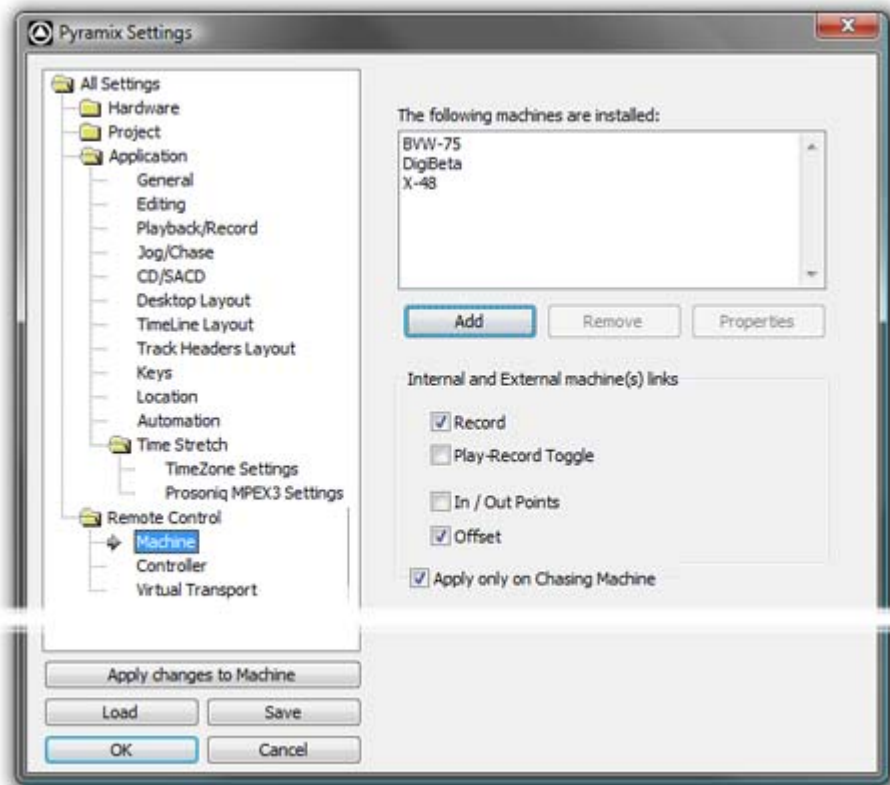 Pyramix Settings
All Settings
Hardware
Project
Application
General
Editing
Playback/Record
Jog/Chase
CD/SACD
Desktop Layout
TimeLine Layout
Track Headers Layout
Keys
Location
Automation
Time Stretch
TimeZone Settings
Prosoniq MPEX3 Settings
Remote Control
Machine
Controller
Virtual Transport
Apply changes to Machine
Load
Save
OK
Cancel
The following machines are installed:
BVW-75
DigiBeta
X-48
Add
Remove
Properties
Internal and External machine(s) links
Record
Play-Record Toggle
In / Out Points
Offset
Apply only on Chasing Machine